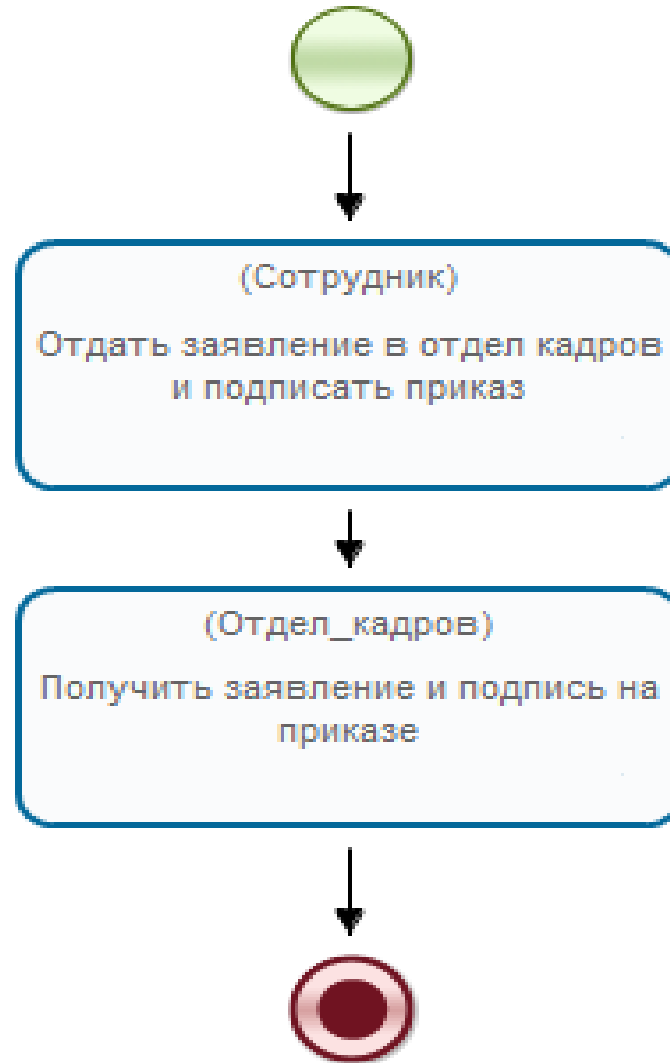 (Сотрудник)
Отдать заявление в отдел кадров
и подписать приказ
(Отдел_кадров)
Получить заявление и подпись на
приказе